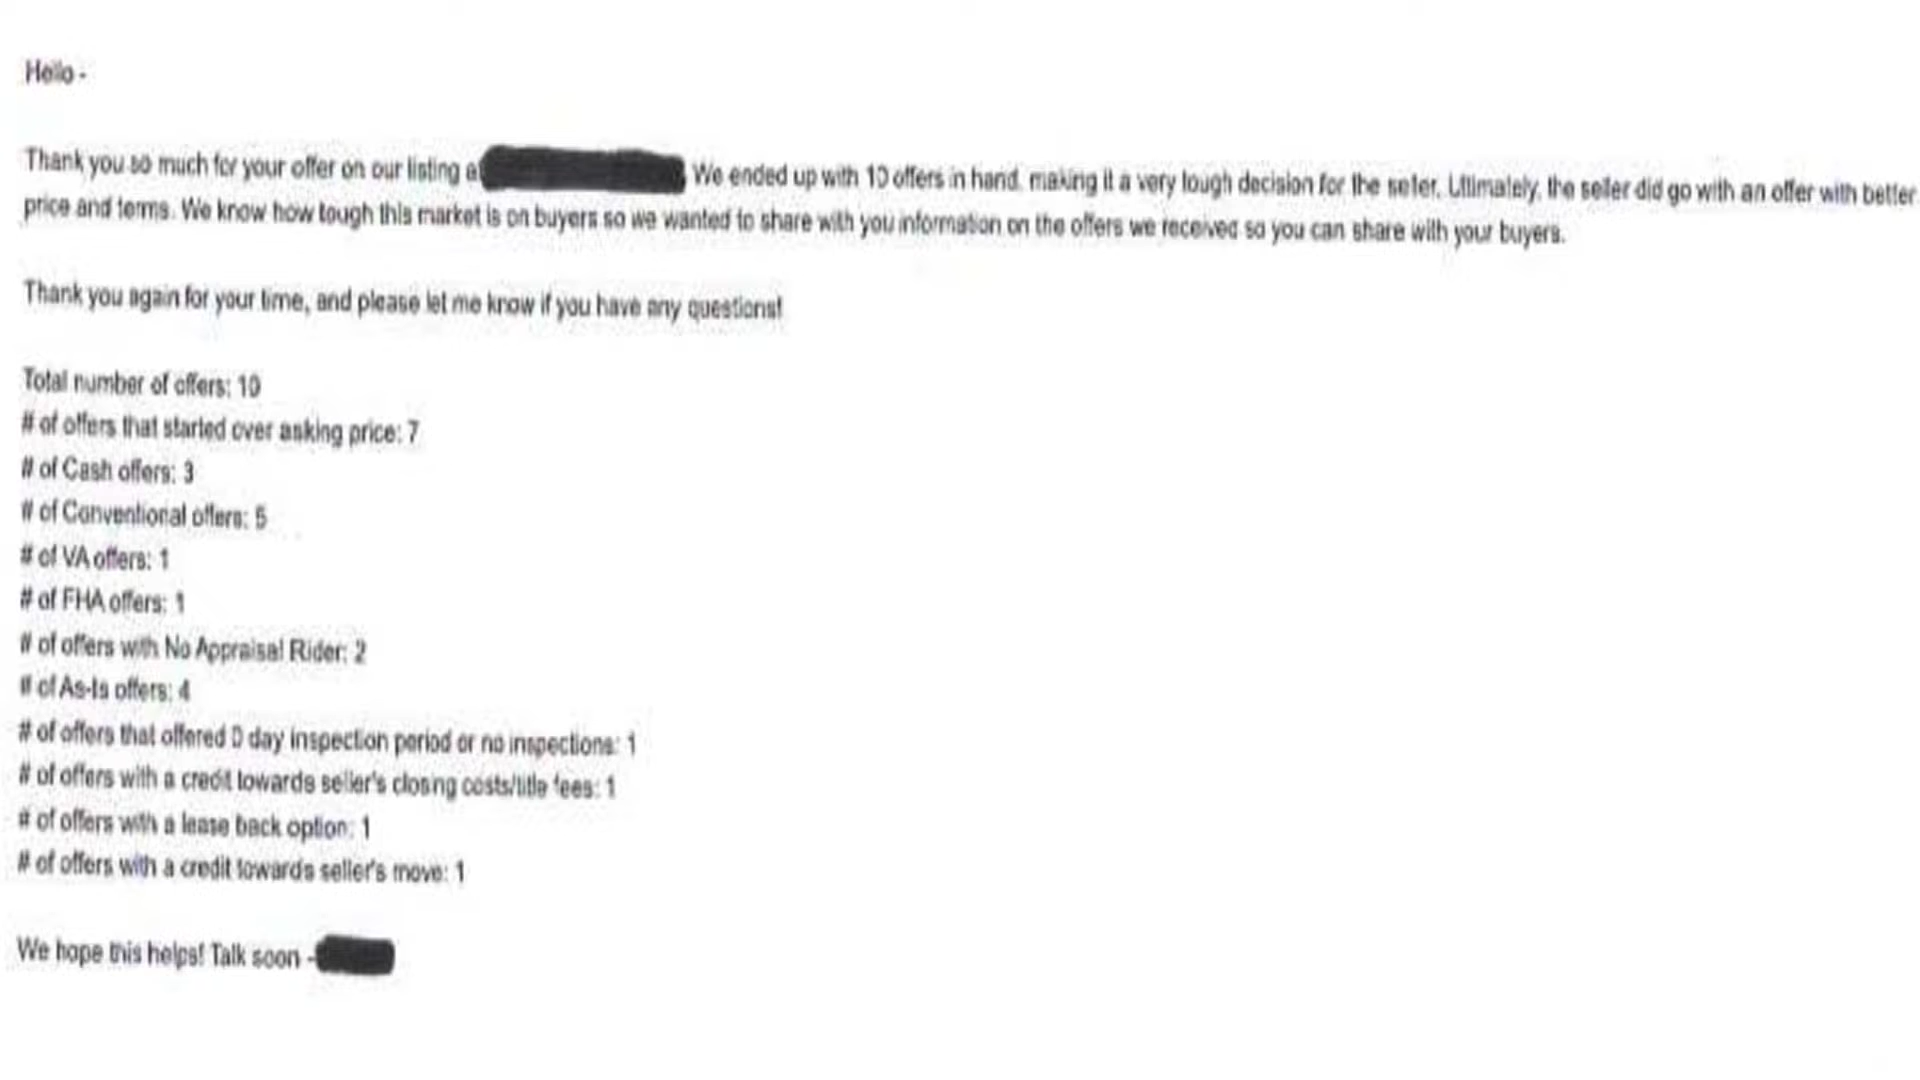 Hello -
Thank you so much for your offer on our listing at We ended up with 10 offers in hand, making it a very tough decision for the seller. Ultimately, the seller did go with an offer with better
price and terms. We know how tough this market is on buyers so we wanted to share with you information on the offers we received so you can share with your buyers.
Thank you again for your time, and please let me know if you have any questions!
Total number of offers: 10
# of offers that started over asking price: 7
# of Cash offers: 3
# of Conventional offers: 5
# of VA offers: 1
# of FHA offers: 1
# of offers with No Appraisal Rider: 2
# of As-Is offers: 4
# of offers that offered 0 day inspection period or no inspections: 1
# of offers with a credit towards seller's closing costs/title fees: 1
# of offers with a lease back option: 1
# of offers with a credit towards seller's move: 1
We hope this helps! Talk soon -